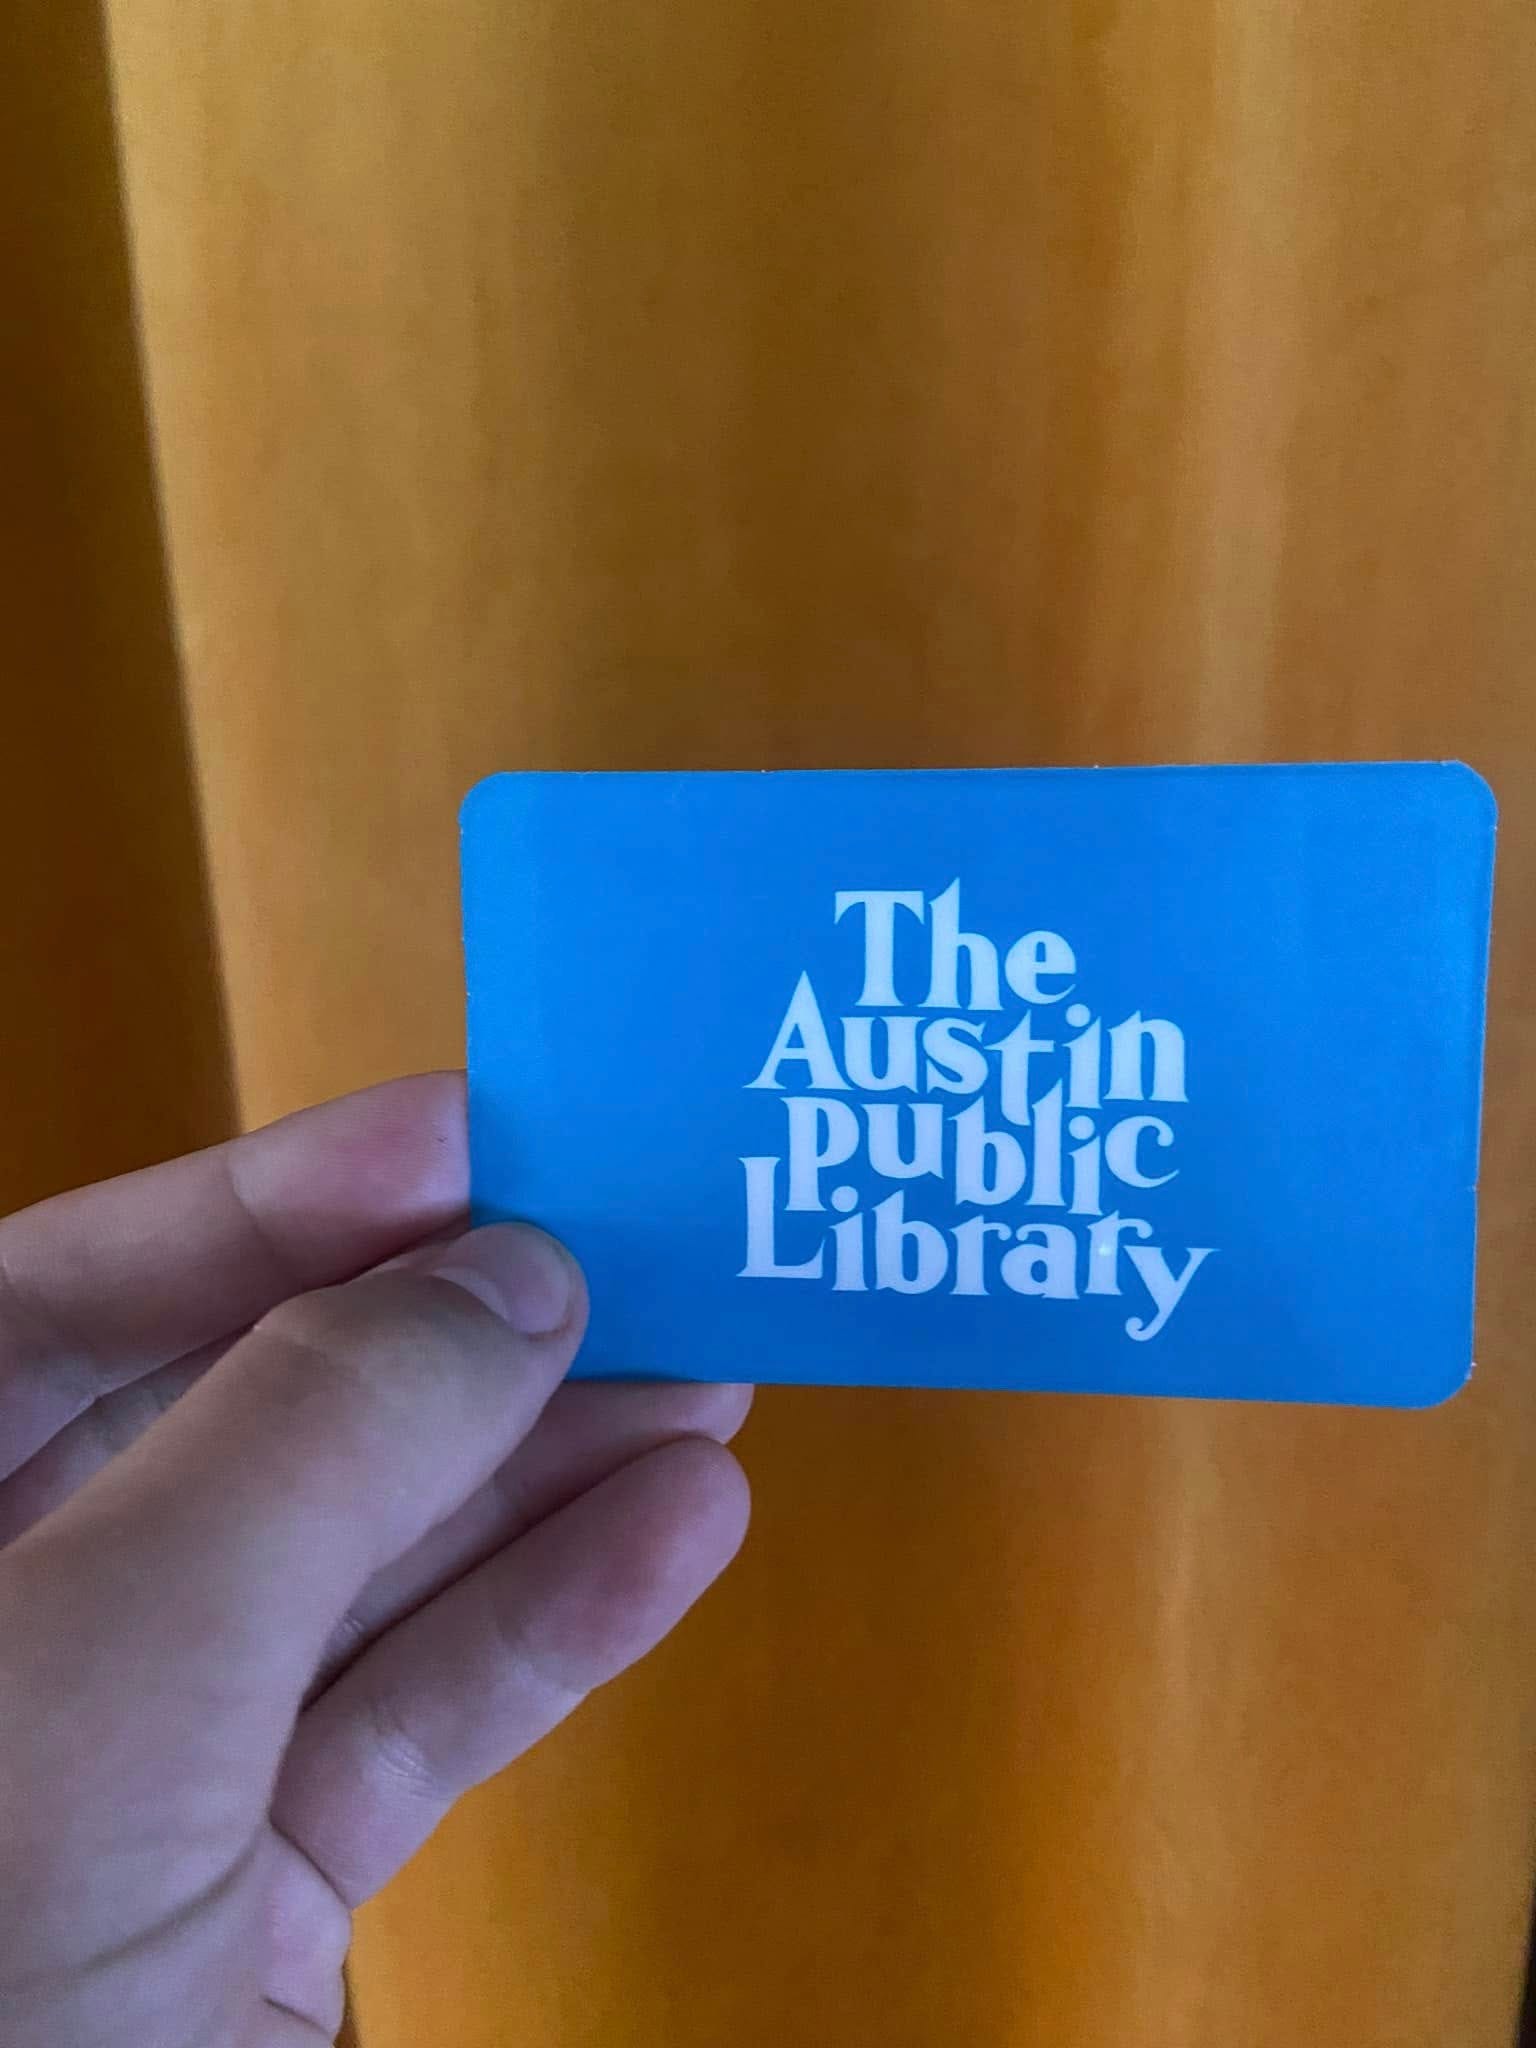 The
Austin
Public
Library